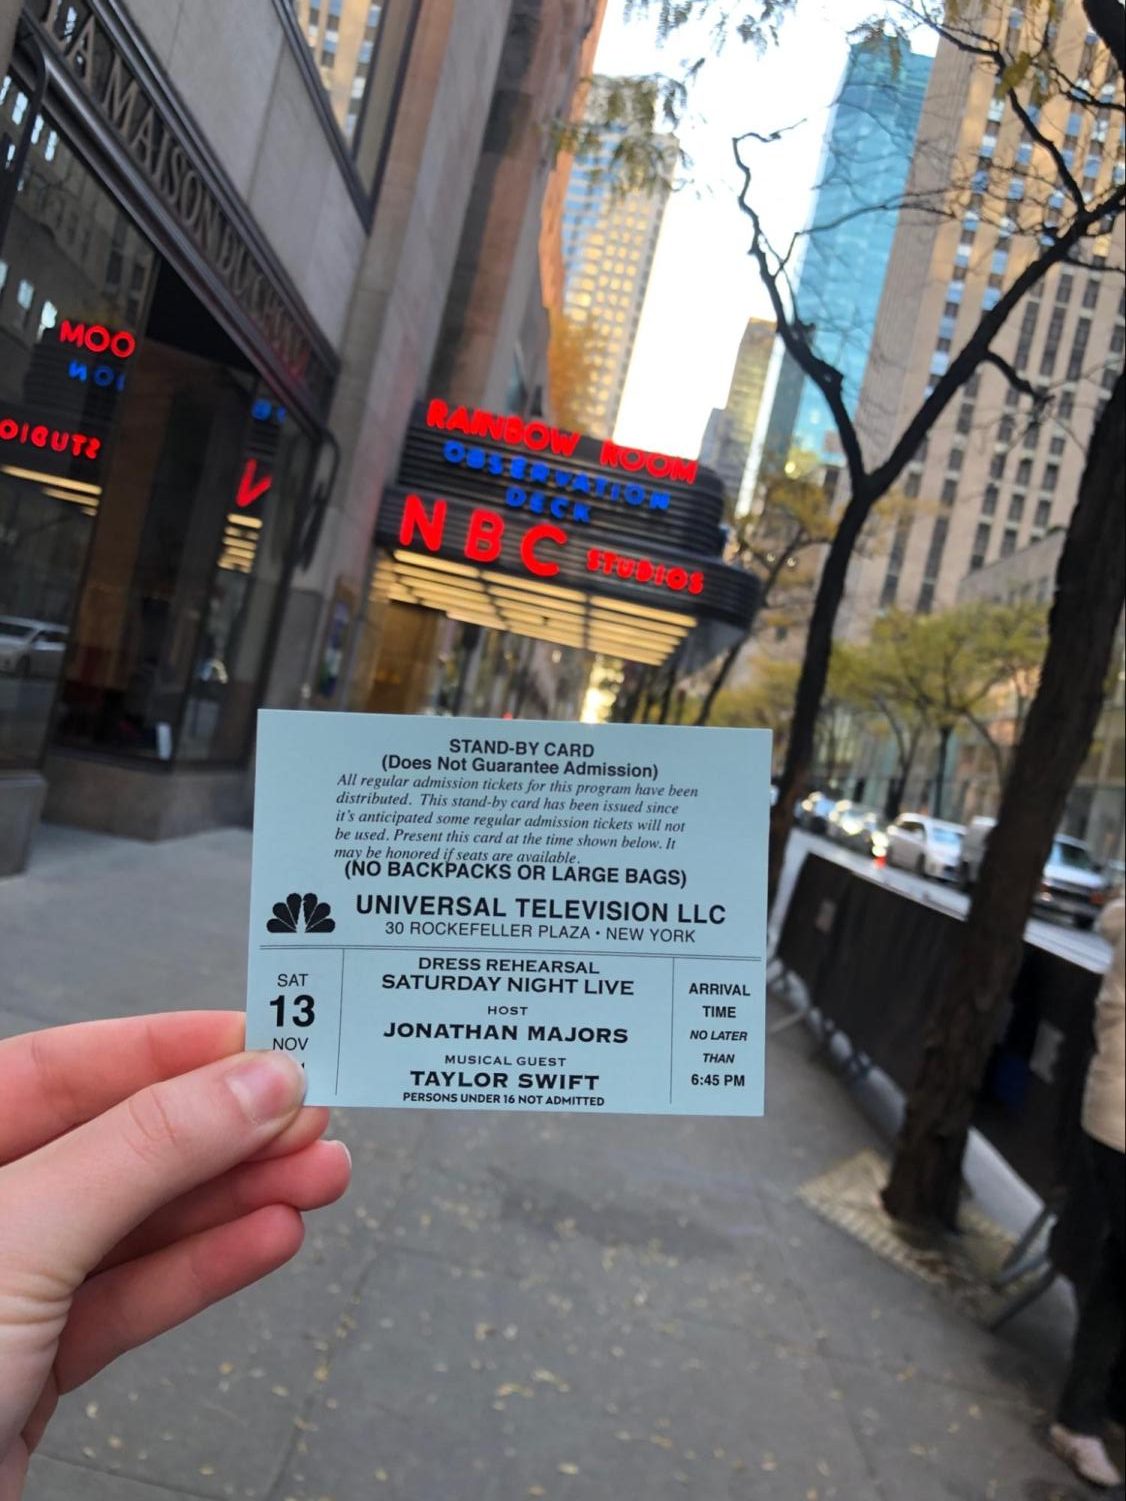 LA MAISON DU CHOCOLAT
RAINBOW ROOM
OBSERVATION
DECK
NBC STUDIOS
STAND-BY CARD
(Does Not Guarantee Admission)
All regular admission tickets for this program have been
distributed. This stand-by card has been issued since
it's anticipated some regular admission tickets will not
be used. Present this card at the time shown below. It
may be honored if seats are available.
(NO BACKPACKS OR LARGE BAGS)
UNIVERSAL TELEVISION LLC
30 ROCKEFELLER PLAZA • NEW YORK
SAT
13
NOV
DRESS REHEARSAL
SATURDAY NIGHT LIVE
HOST
JONATHAN MAJORS
MUSICAL GUEST
TAYLOR SWIFT
PERSONS UNDER 16 NOT ADMITTED
ARRIVAL
TIME
NO LATER
THAN
6:45 PM